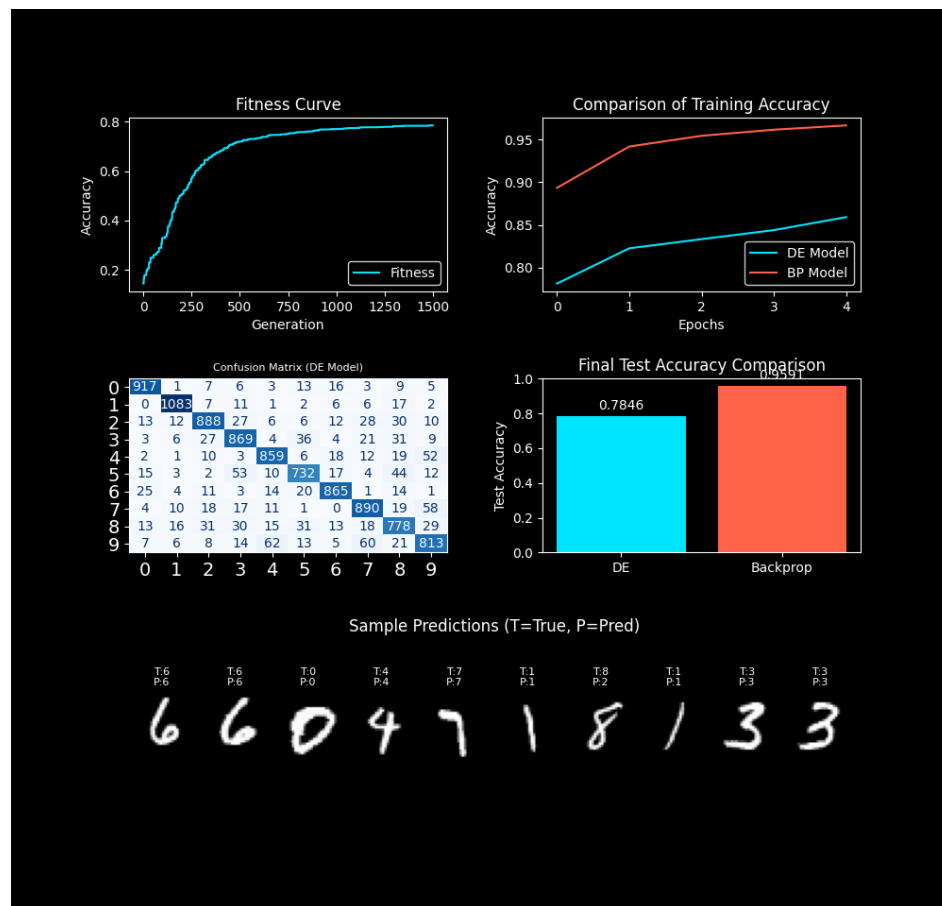 Fitness Curve
0.8
0.6
0.4
0.2
Accuracy
0 250 500 750 1000 1250 1500
Generation
Fitness
Comparison of Training Accuracy
0.95
0.90
0.85
0.80
Accuracy
0 1 2 3 4
Epochs
DE Model
BP Model
Confusion Matrix (DE Model)
0 917 1 7 6 3 13 16 3 9 5
1 0 1083 7 11 1 2 6 6 17 2
2 13 12 888 27 6 6 12 28 30 10
3 3 6 27 869 4 36 4 21 31 9
4 2 1 10 3 859 6 18 12 19 52
5 15 3 2 53 10 732 17 4 44 12
6 25 4 11 3 14 20 865 1 14 1
7 4 10 18 17 11 1 0 890 19 58
8 13 16 31 30 15 31 13 18 778 29
9 7 6 8 14 62 13 5 60 21 813
0 1 2 3 4 5 6 7 8 9
Final Test Accuracy Comparison
1.0
0.8
0.6
0.4
0.2
0.0
Test Accuracy
0.7846
0.9591
DE Backprop
Sample Predictions (T=True, P=Pred)
T:6 T:6 T:0 T:4 T:7 T:1 T:8 T:1 T:3 T:3
P:6 P:6 P:0 P:4 P:7 P:1 P:2 P:1 P:3 P:3
6 6 0 4 7 1 8 1 3 3